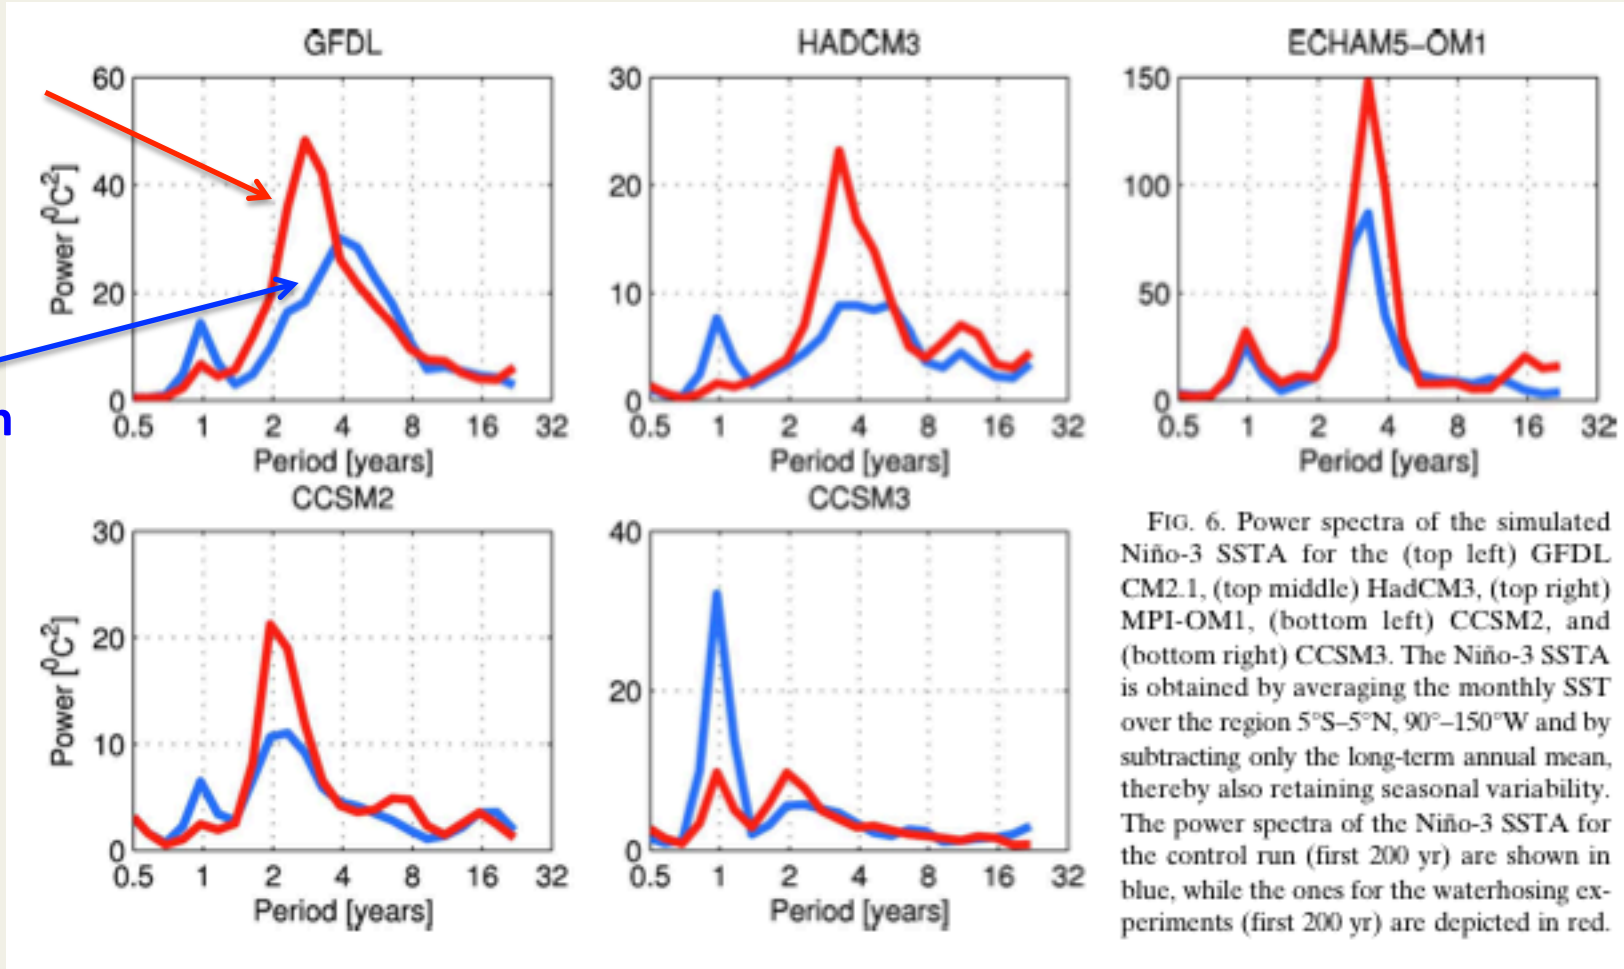 GFDL
60
40
20
0
Power [⁰C²]
0.5 1 2 4 8 16 32
Period [years]
HADCM3
30
20
10
0
0.5 1 2 4 8 16 32
Period [years]
ECHAM5-OM1
150
100
50
0
0.5 1 2 4 8 16 32
Period [years]
n
CCSM2
30
20
10
0
Power [⁰C²]
0.5 1 2 4 8 16 32
Period [years]
CCSM3
40
20
0
0.5 1 2 4 8 16 32
Period [years]
FIG. 6. Power spectra of the simulated
Niño-3 SSTA for the (top left) GFDL
CM2.1, (top middle) HadCM3, (top right)
MPI-OM1, (bottom left) CCSM2, and
(bottom right) CCSM3. The Niño-3 SSTA
is obtained by averaging the monthly SST
over the region 5°S–5°N, 90°–150°W and by
subtracting only the long-term annual mean,
thereby also retaining seasonal variability.
The power spectra of the Niño-3 SSTA for
the control run (first 200 yr) are shown in
blue, while the ones for the waterhosing ex-
periments (first 200 yr) are depicted in red.